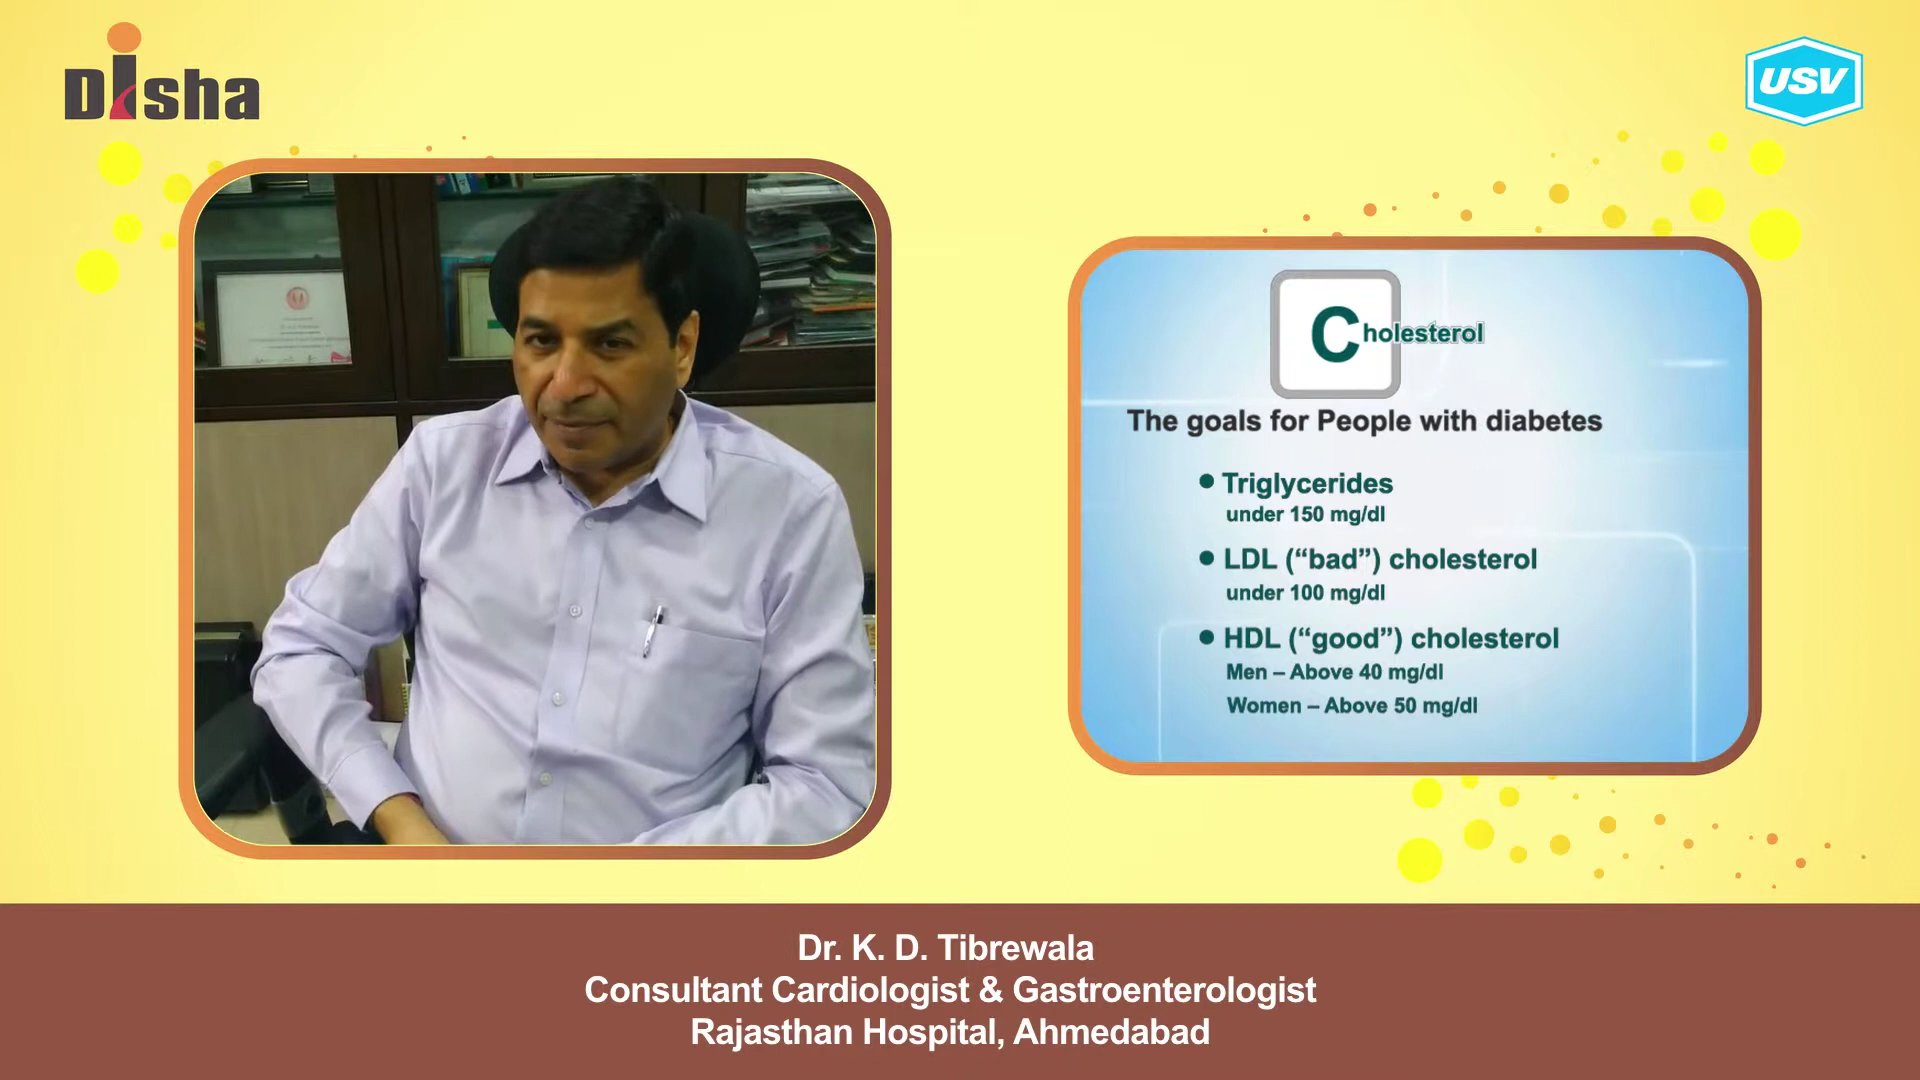 Disha
USV
Cholesterol
The goals for People with diabetes
• Triglycerides
under 150 mg/dl
• LDL (“bad”) cholesterol
under 100 mg/dl
• HDL (“good”) cholesterol
Men – Above 40 mg/dl
Women – Above 50 mg/dl
Dr. K. D. Tibrewala
Consultant Cardiologist & Gastroenterologist
Rajasthan Hospital, Ahmedabad